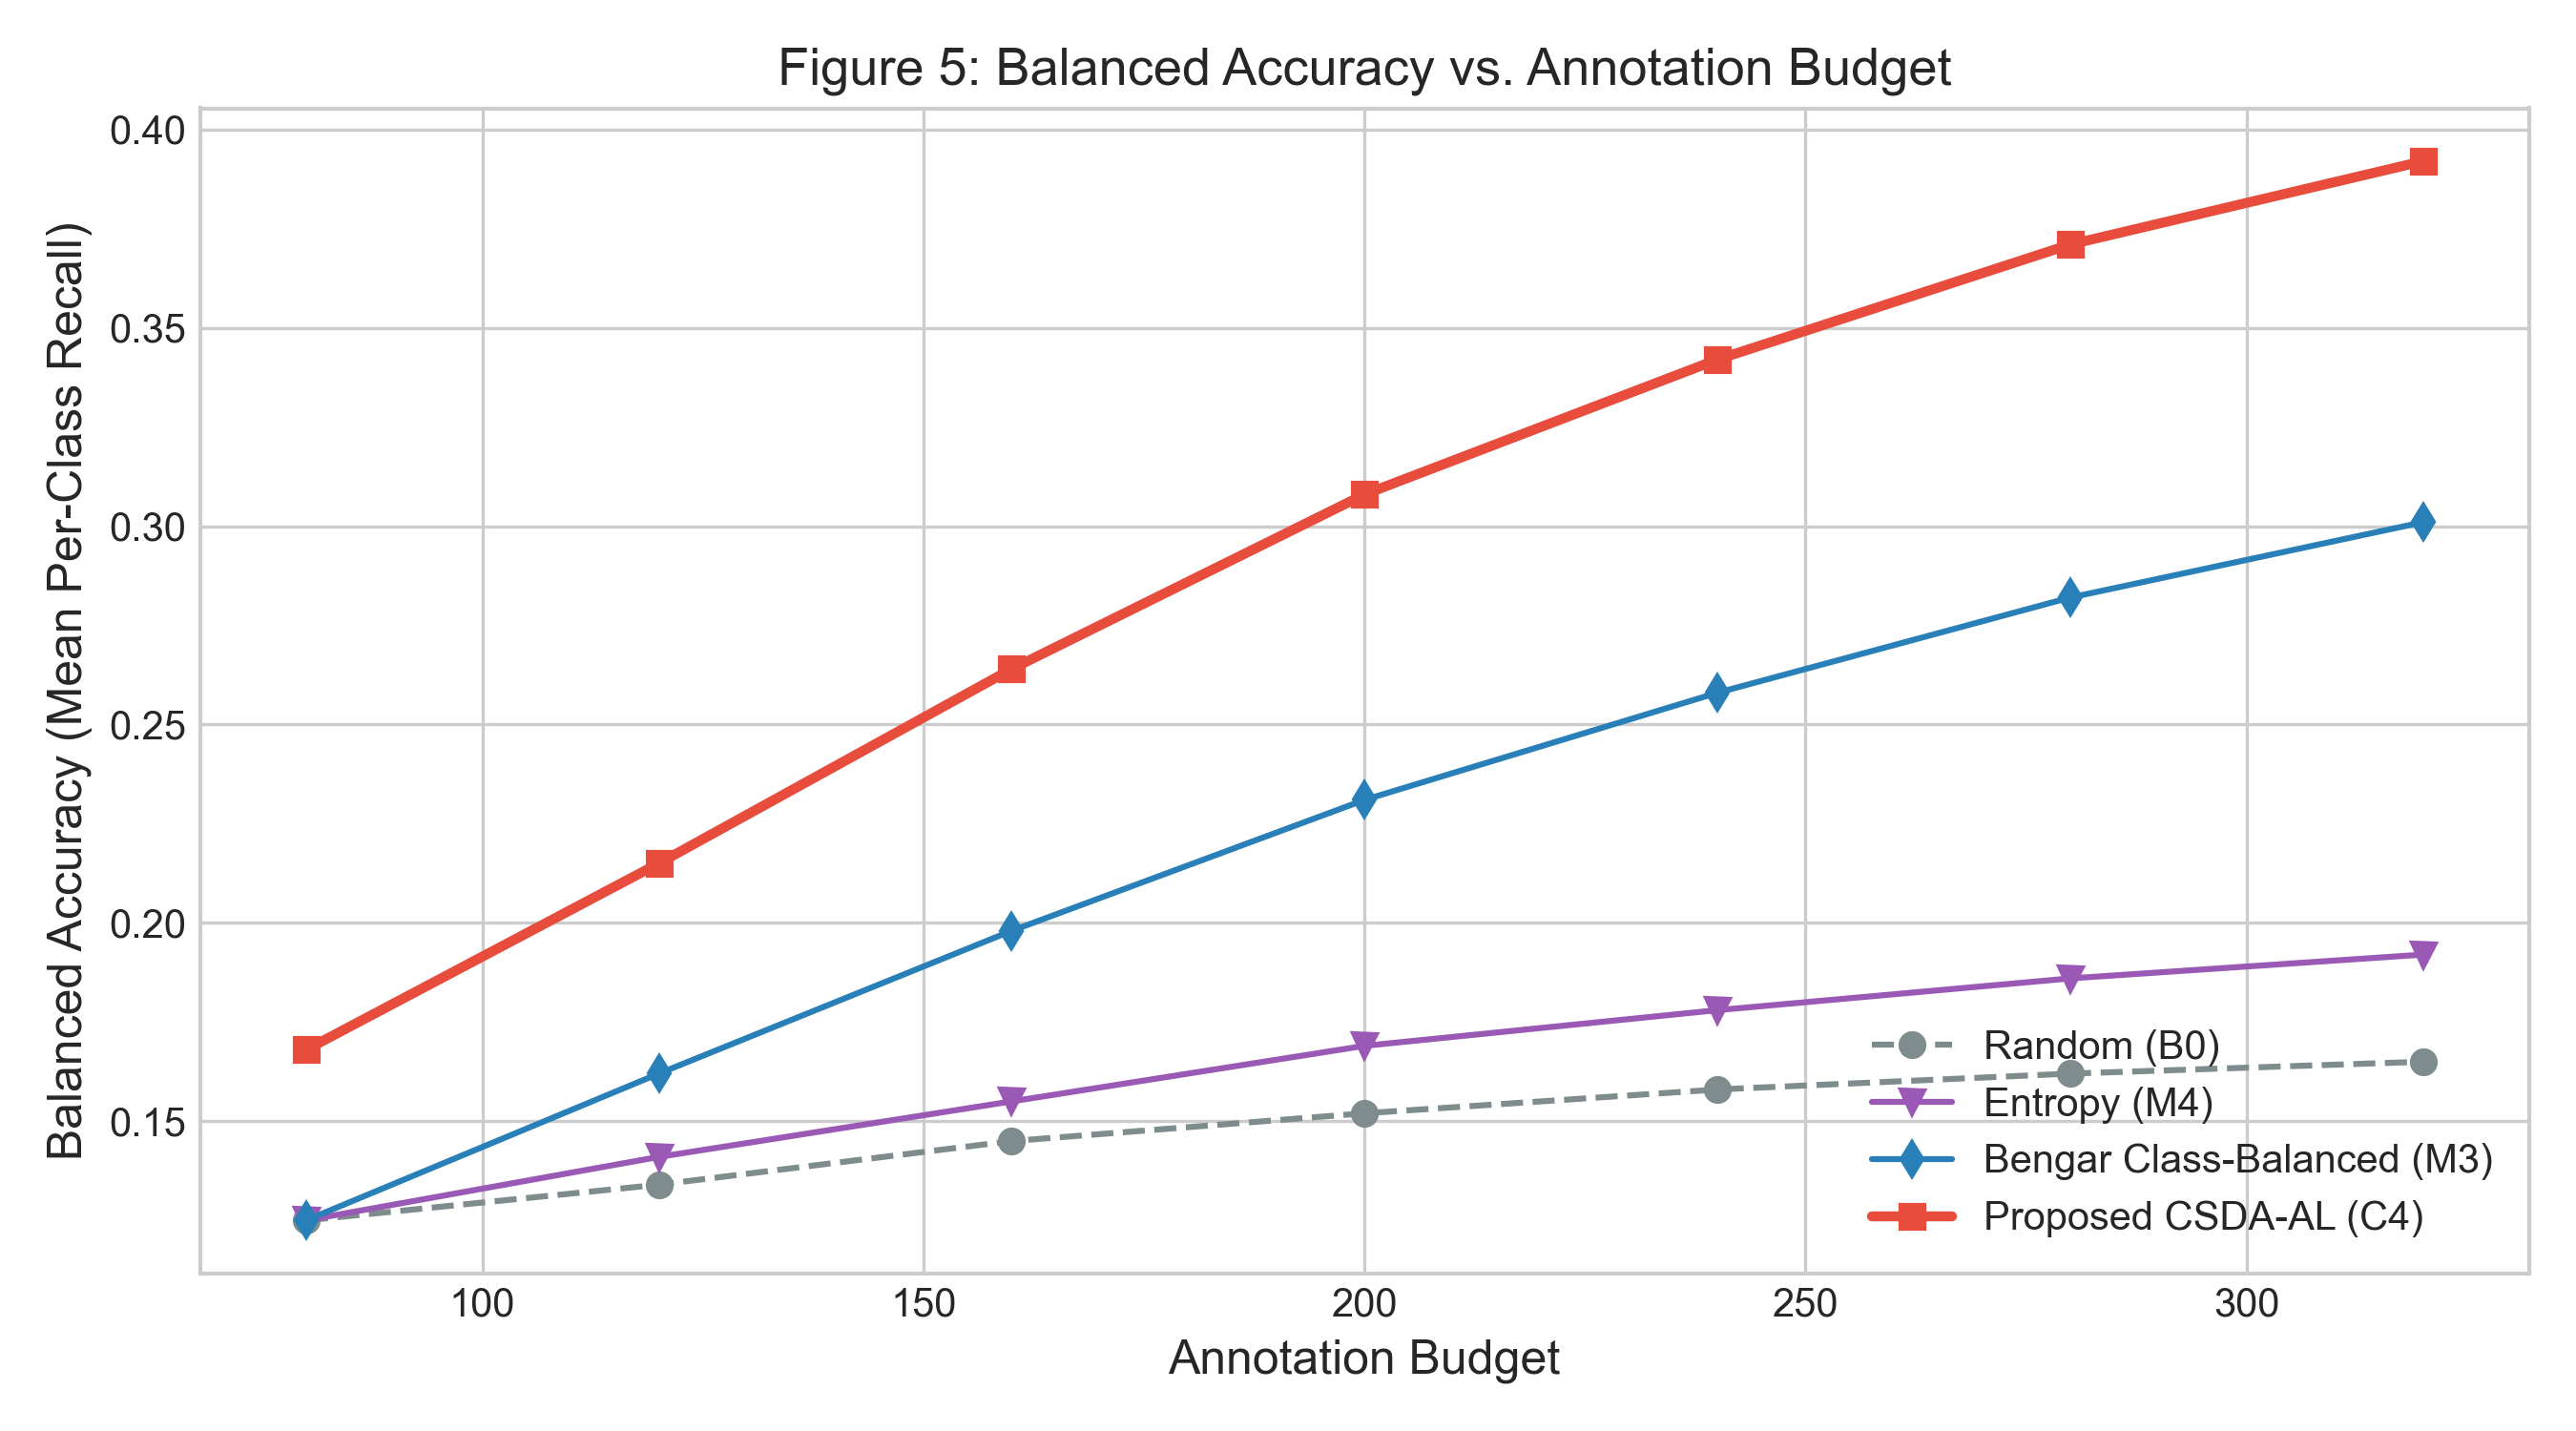 Figure 5: Balanced Accuracy vs. Annotation Budget
Balanced Accuracy (Mean Per-Class Recall)
0.40
0.35
0.30
0.25
0.20
0.15
Random (B0)
Entropy (M4)
Bengar Class-Balanced (M3)
Proposed CSDA-AL (C4)
100
150
200
250
300
Annotation Budget